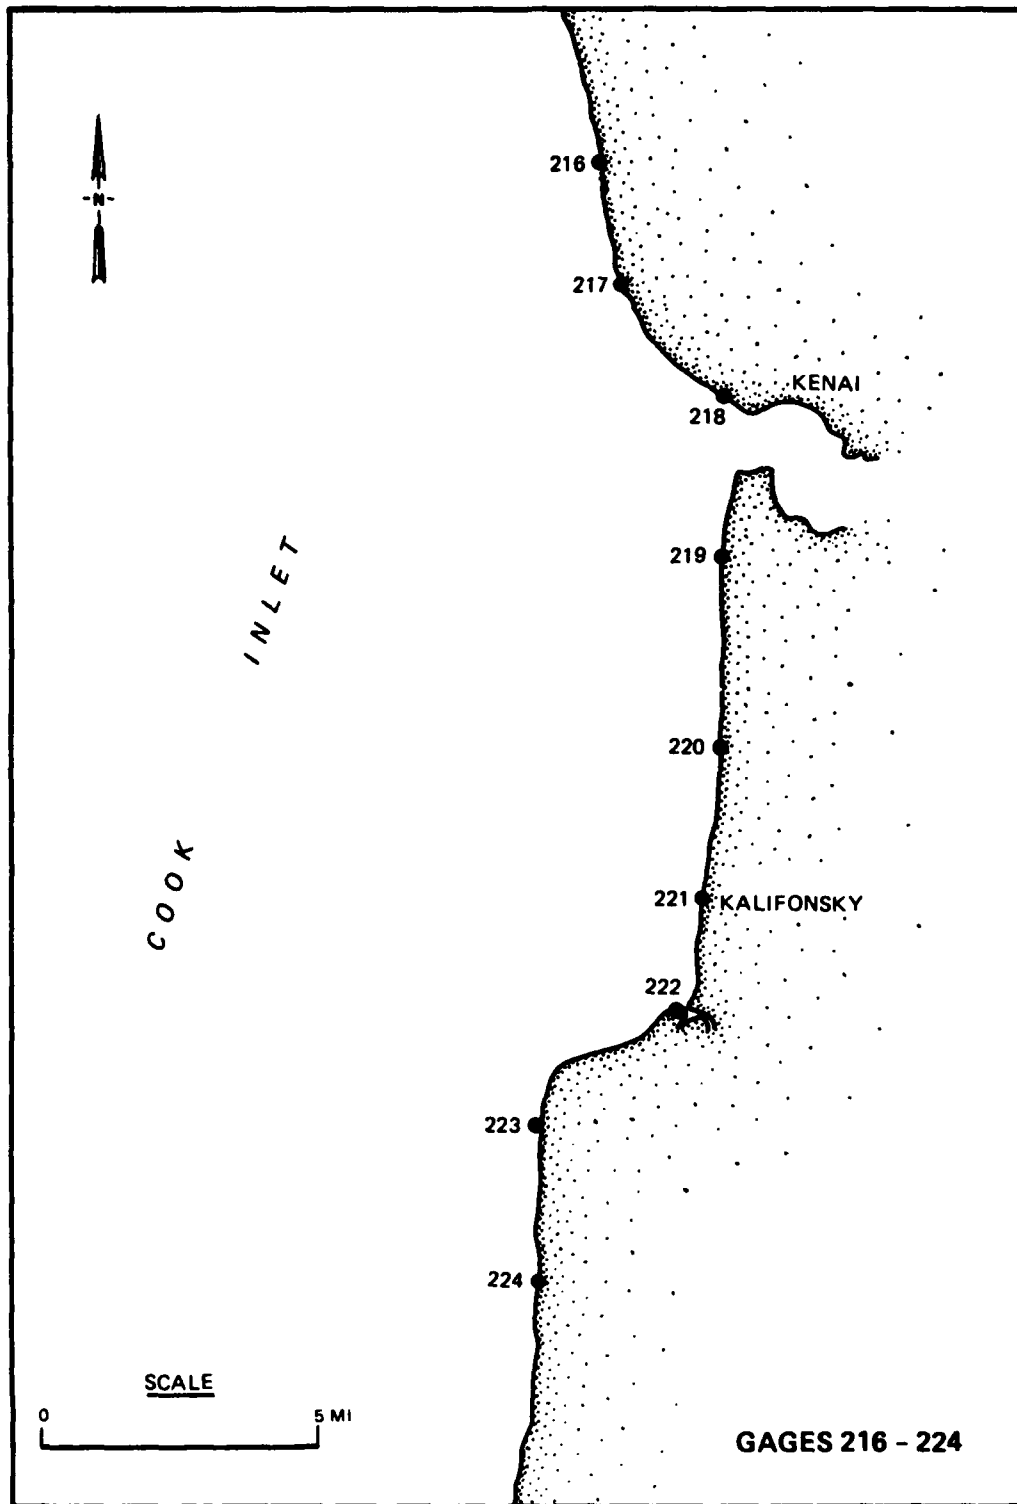 216
-N-
217
KENAI
218
219
INLET
220
COOK
221 KALIFONSKY
222
223
224
SCALE
0 5 MI
GAGES 216 - 224